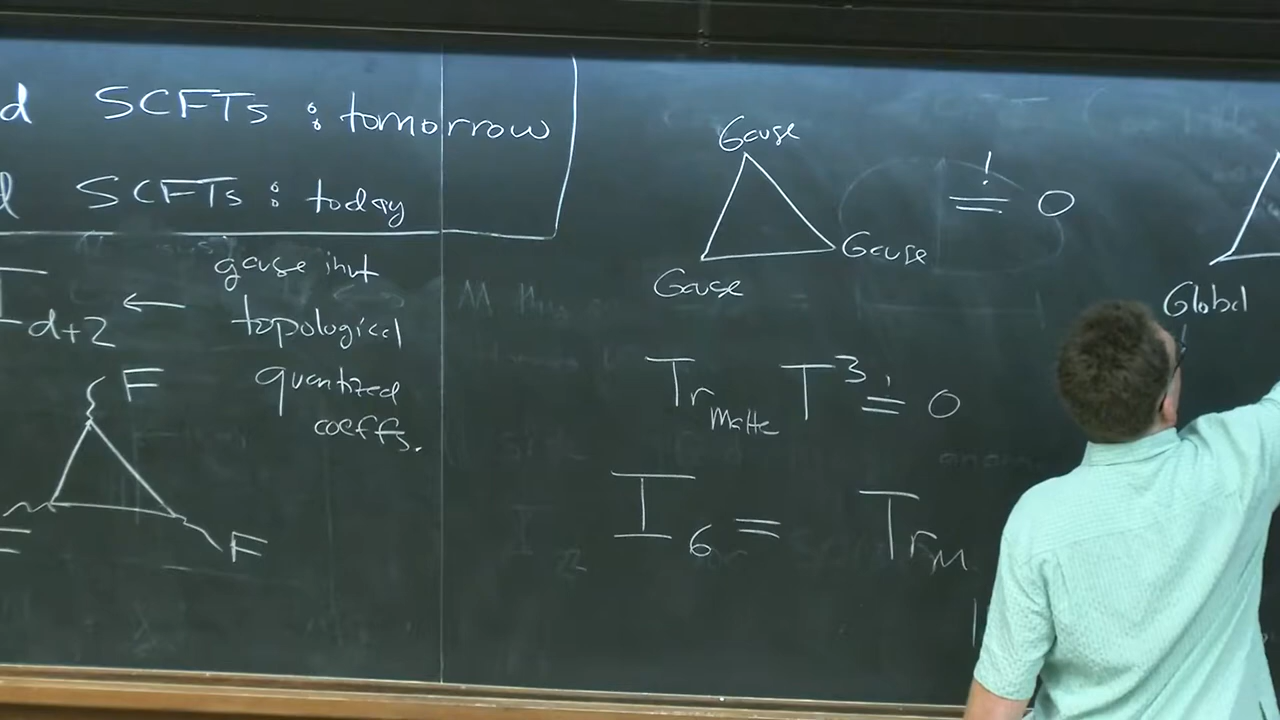 d SCFTs : tomorrow
d SCFTs : today
I d+2 ← gauge invt
topological
quantized
coeffs.
F
F
Gauge
Gauge
Gauge
! = 0
Global
Tr Matte T³ ! = 0
I 6 = Tr M